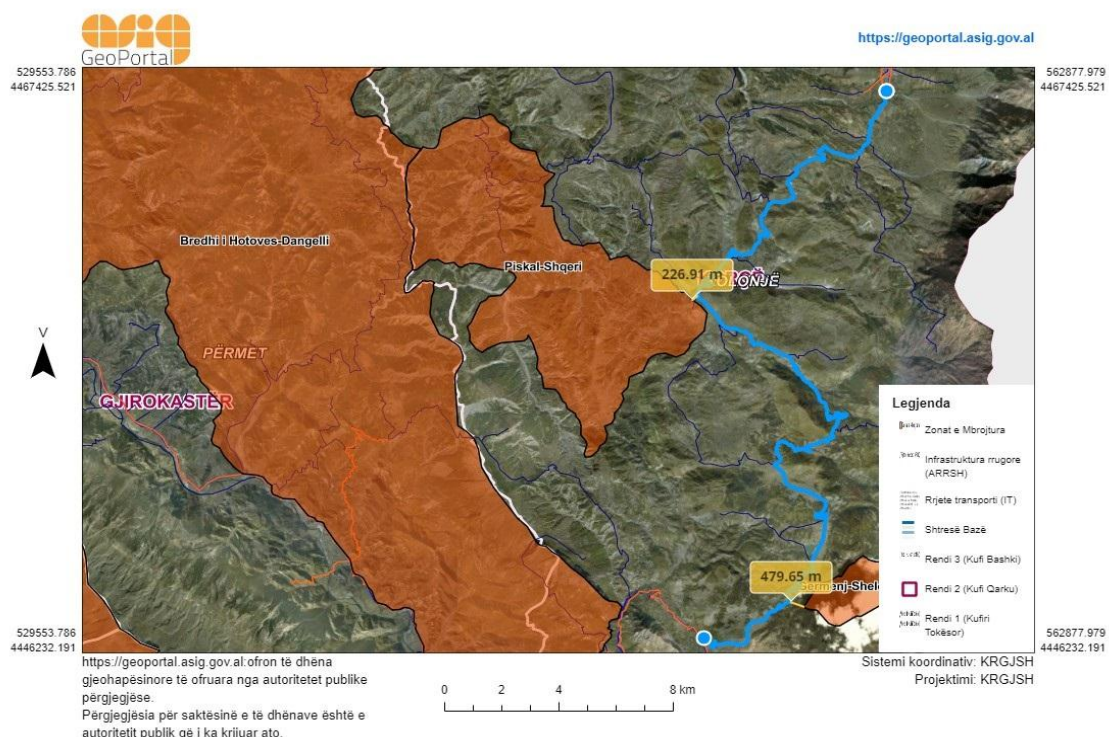 asig
GeoPortal
https://geoportal.asig.gov.al
529553.786
4467425.521
562877.979
4467425.521
Bredhi i Hotoves-Dangelli
Piskal-Shqeri
226.91 m
KOLONJË
V
PËRMET
GJIROKASTËR
Legjenda
Zonat e Mbrojtura
Infrastruktura rrugore
(ARRSH)
Rrjete transporti (IT)
Shtresë Bazë
Rendi 3 (Kufi Bashki)
Rendi 2 (Kufi Qarku)
Rendi 1 (Kufiri
Tokësor)
479.65 m
529553.786
4446232.191
562877.979
4446232.191
https://geoportal.asig.gov.al:ofron të dhëna
gjeohapësinore të ofruara nga autoritetet publike
përgjegjëse.
Përgjegjësia për saktësinë e të dhënave është e
autoritetit publik që i ka krijuar ato.
0 2 4 8 km
Sistemi koordinativ: KRGJSH
Projektimi: KRGJSH